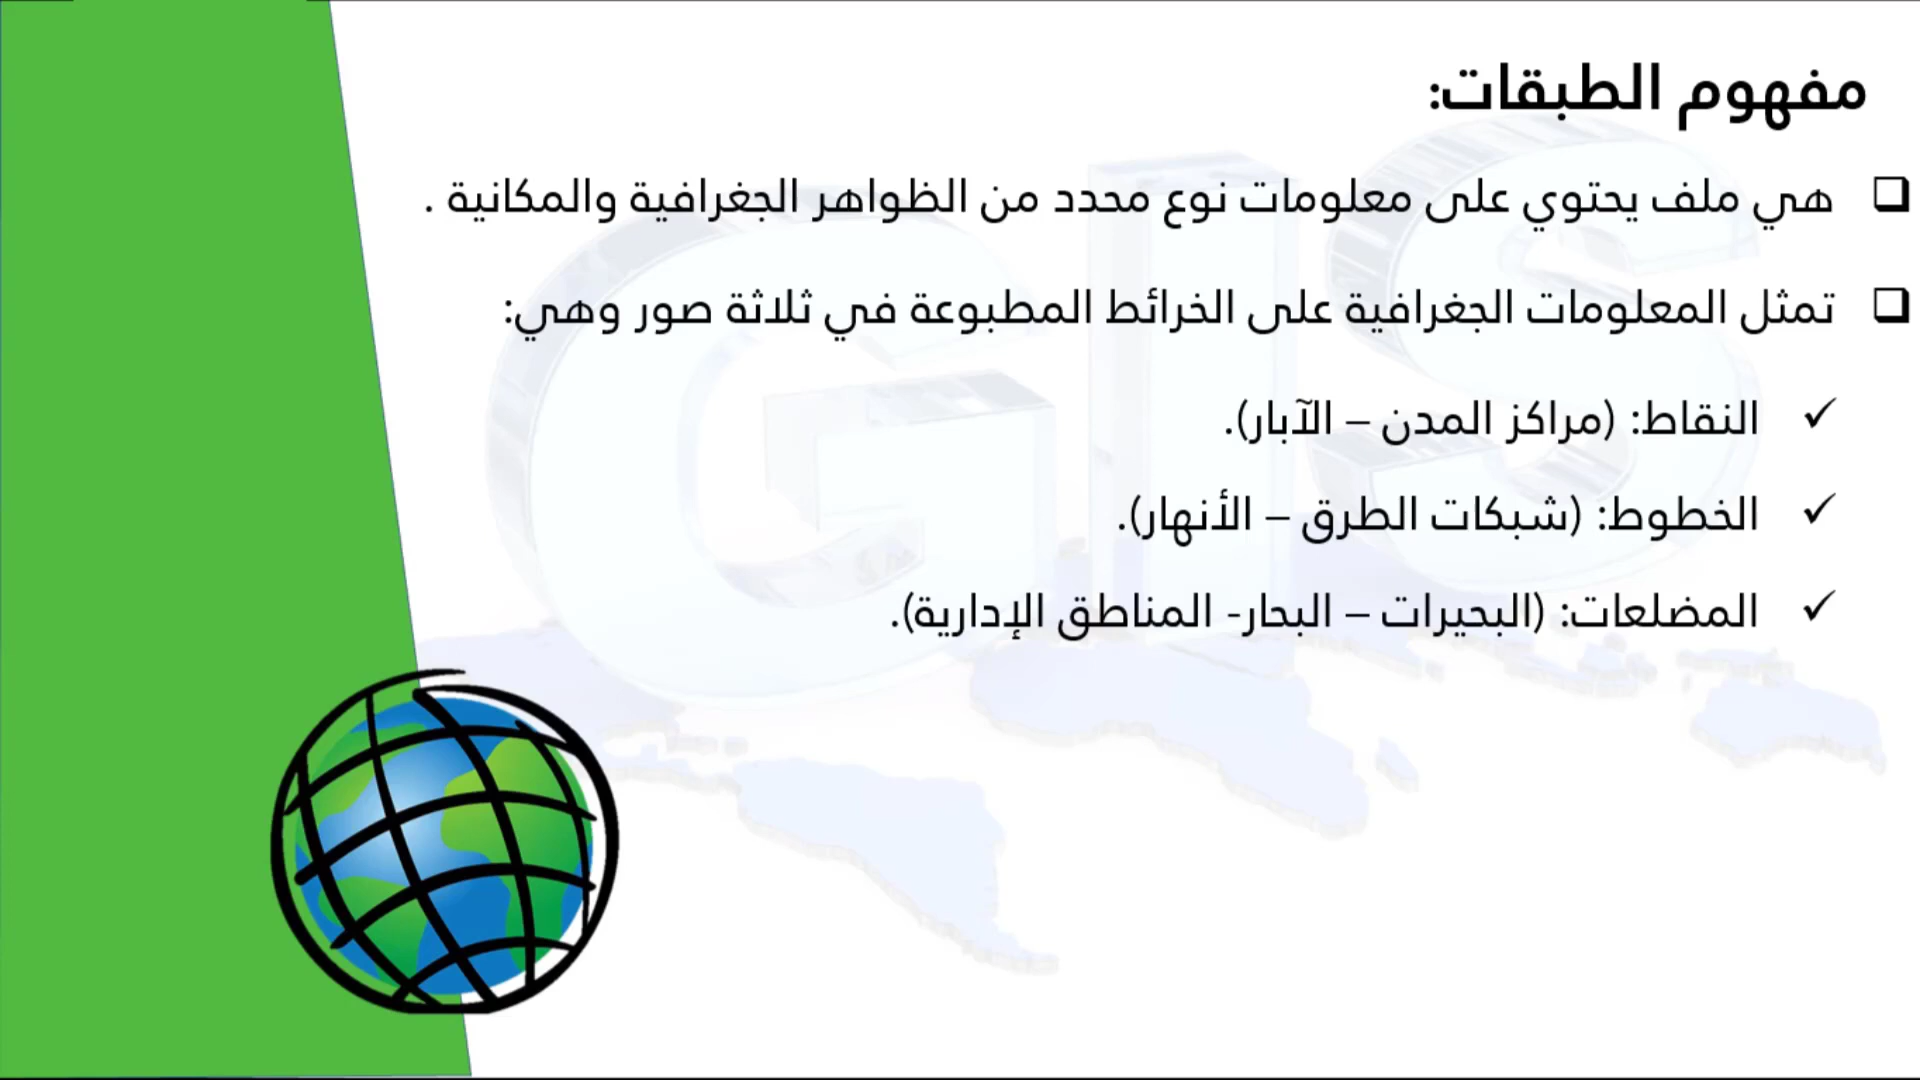 مفهوم الطبقات:
هي ملف يحتوي على معلومات نوع محدد من الظواهر الجغرافية والمكانية .
تمثل المعلومات الجغرافية على الخرائط المطبوعة في ثلاثة صور وهي:
النقاط: (مراكز المدن – الآبار).
الخطوط: (شبكات الطرق – الأنهار).
المضلعات: (البحيرات – البحار- المناطق الإدارية).
GIS